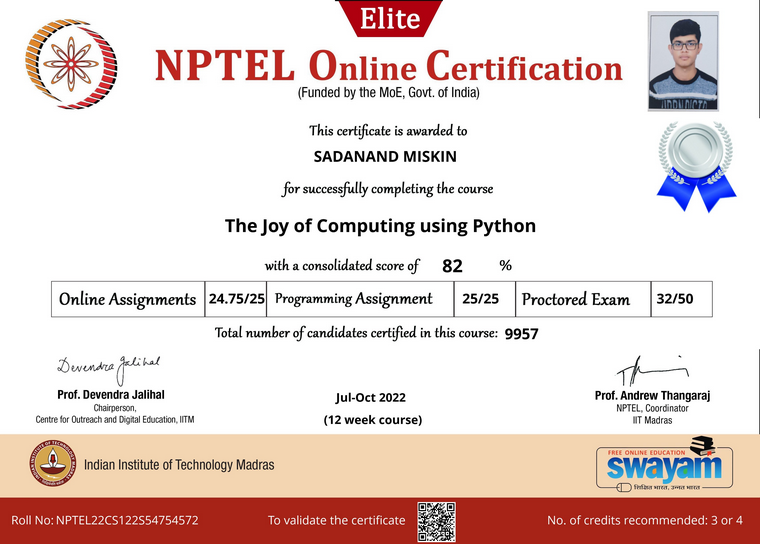 Elite
NPTEL Online Certification
(Funded by the MoE, Govt. of India)
This certificate is awarded to
SADANAND MISKIN
for successfully completing the course
The Joy of Computing using Python
with a consolidated score of 82 %
Online Assignments 24.75/25 Programming Assignment 25/25 Proctored Exam 32/50
Total number of candidates certified in this course: 9957
Devendra Jalihal
Prof. Devendra Jalihal
Chairperson,
Centre for Outreach and Digital Education, IITM
Jul-Oct 2022
(12 week course)
Prof. Andrew Thangaraj
NPTEL, Coordinator
IIT Madras
Indian Institute of Technology Madras
FREE ONLINE EDUCATION
swayam
शिक्षित भारत, उन्नत भारत
Roll No: NPTEL22CS122S54754572 To validate the certificate No. of credits recommended: 3 or 4